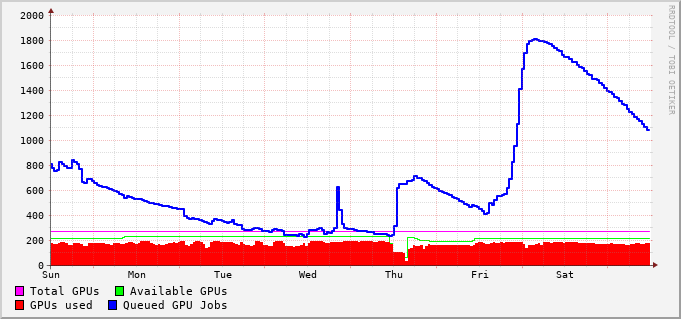 2000
1800
1600
1400
1200
1000
800
600
400
200
0
Sun Mon Tue Wed Thu Fri Sat
Total GPUs Available GPUs
GPUs used Queued GPU Jobs
RRDTOOL / TOBI OETIKER